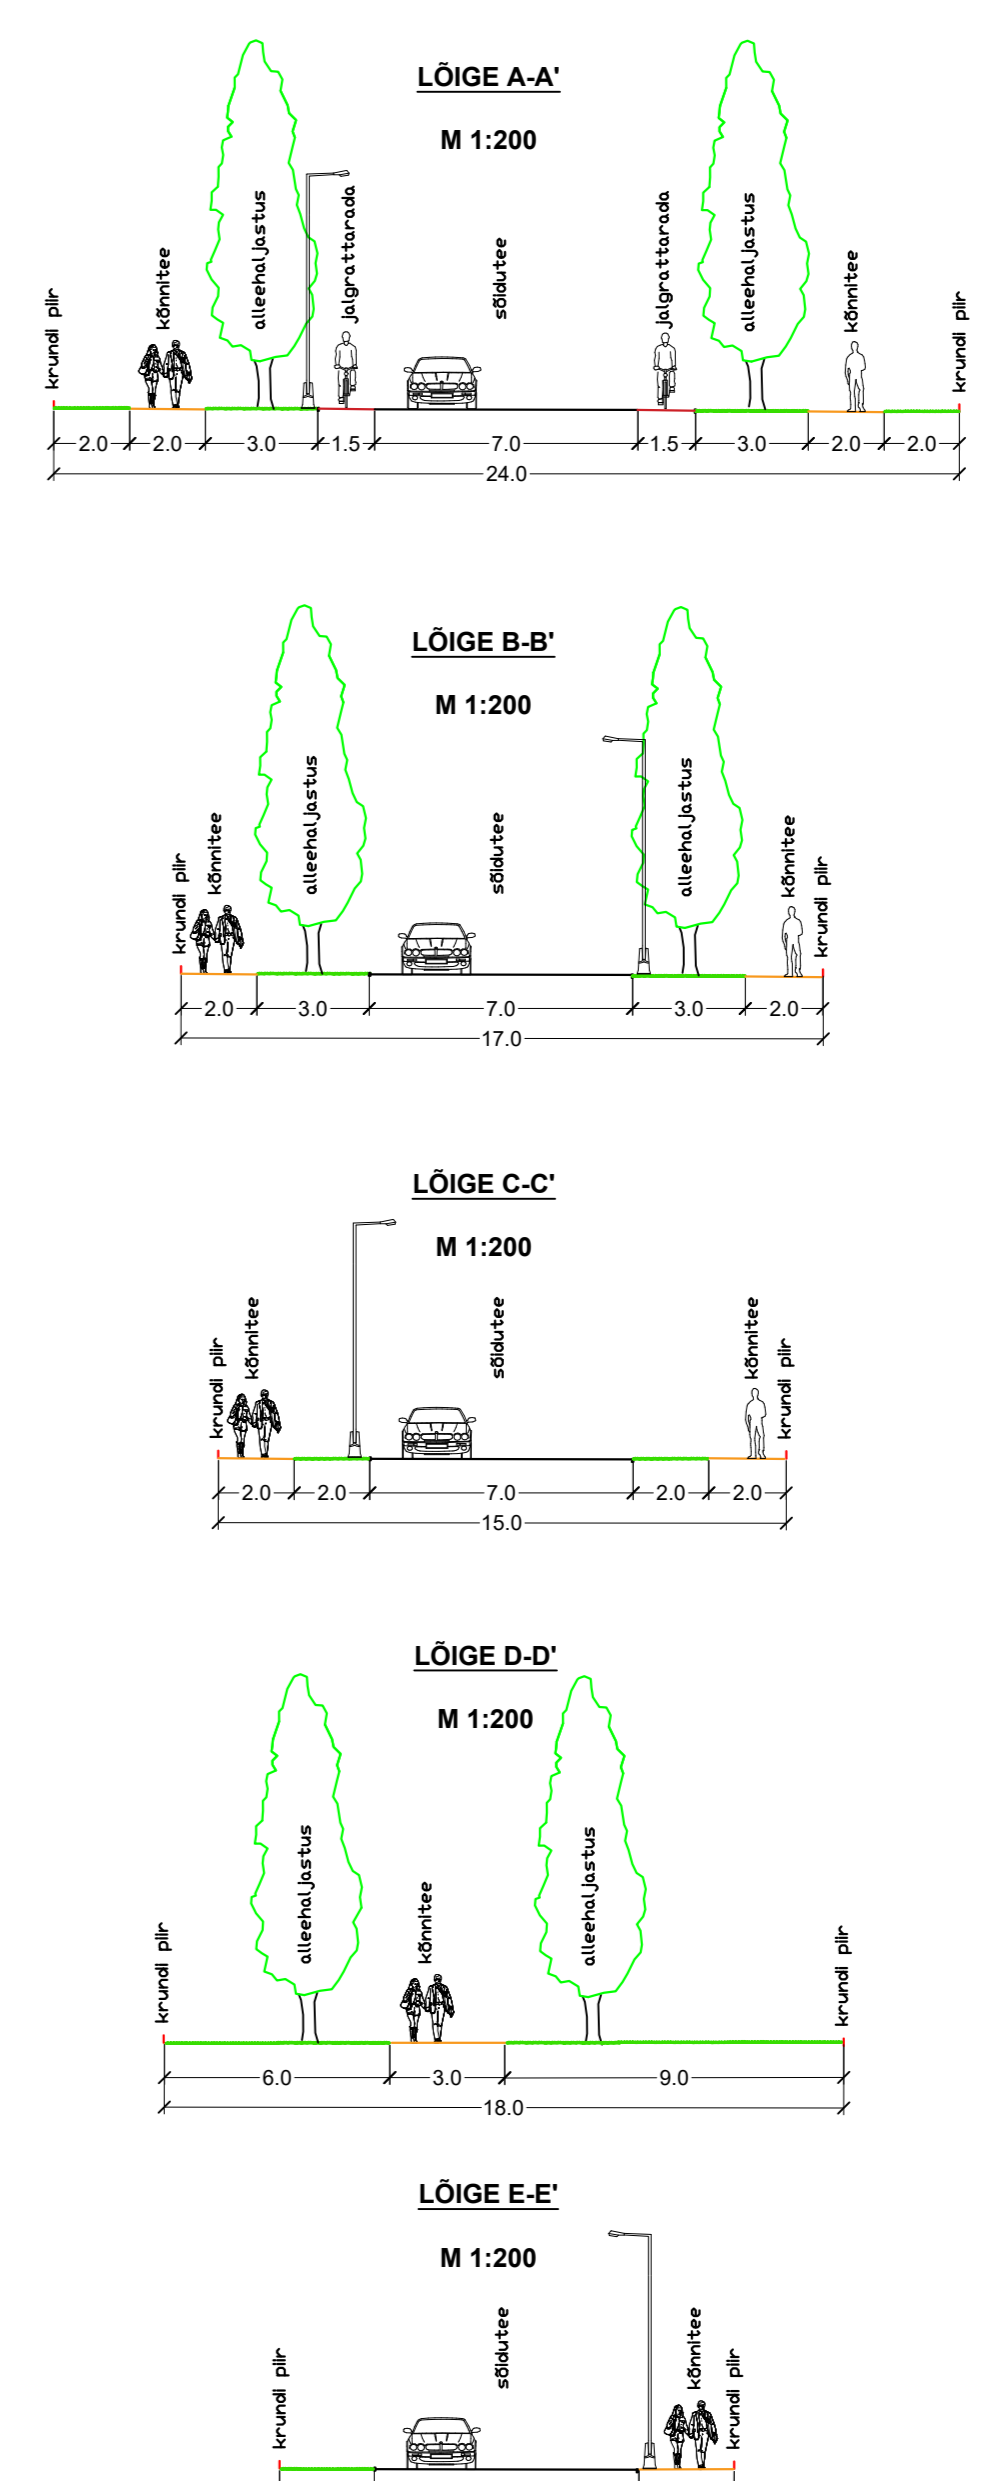 LÕIGE A-A'
M 1:200
krundi piir
kõnnitee
alleehaljastus
jalgrattarada
sõidutee
jalgrattarada
alleehaljastus
kõnnitee
krundi piir
2.0 2.0 3.0 1.5 7.0 1.5 3.0 2.0 2.0
24.0
LÕIGE B-B'
M 1:200
krundi piir
kõnnitee
alleehaljastus
sõidutee
alleehaljastus
kõnnitee
krundi piir
2.0 3.0 7.0 3.0 2.0
17.0
LÕIGE C-C'
M 1:200
krundi piir
kõnnitee
sõidutee
kõnnitee
krundi piir
2.0 2.0 7.0 2.0 2.0
15.0
LÕIGE D-D'
M 1:200
krundi piir
alleehaljastus
kõnnitee
alleehaljastus
krundi piir
6.0 3.0 9.0
18.0
LÕIGE E-E'
M 1:200
krundi piir
sõidutee
kõnnitee
krundi piir